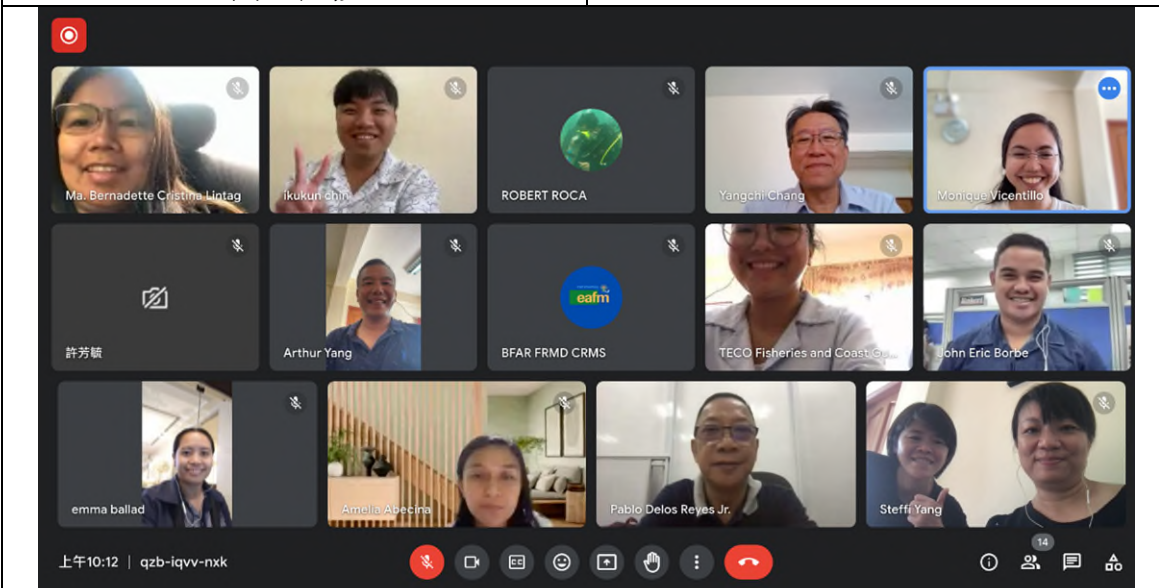 Ma. Bernadette Cristina Lintag
ikukun chin
ROBERT ROCA
Yangchi Chang
Monique Vicentillo
許芳毓
Arthur Yang
eafm
BFAR FRMD CRMS
TECO Fisheries and Coast Gu...
John Eric Borbe
emma ballad
Amelia Abecina
Pablo Delos Reyes Jr.
Steffi Yang
上午10:12 | qzb-iqvv-nxk
CC
14